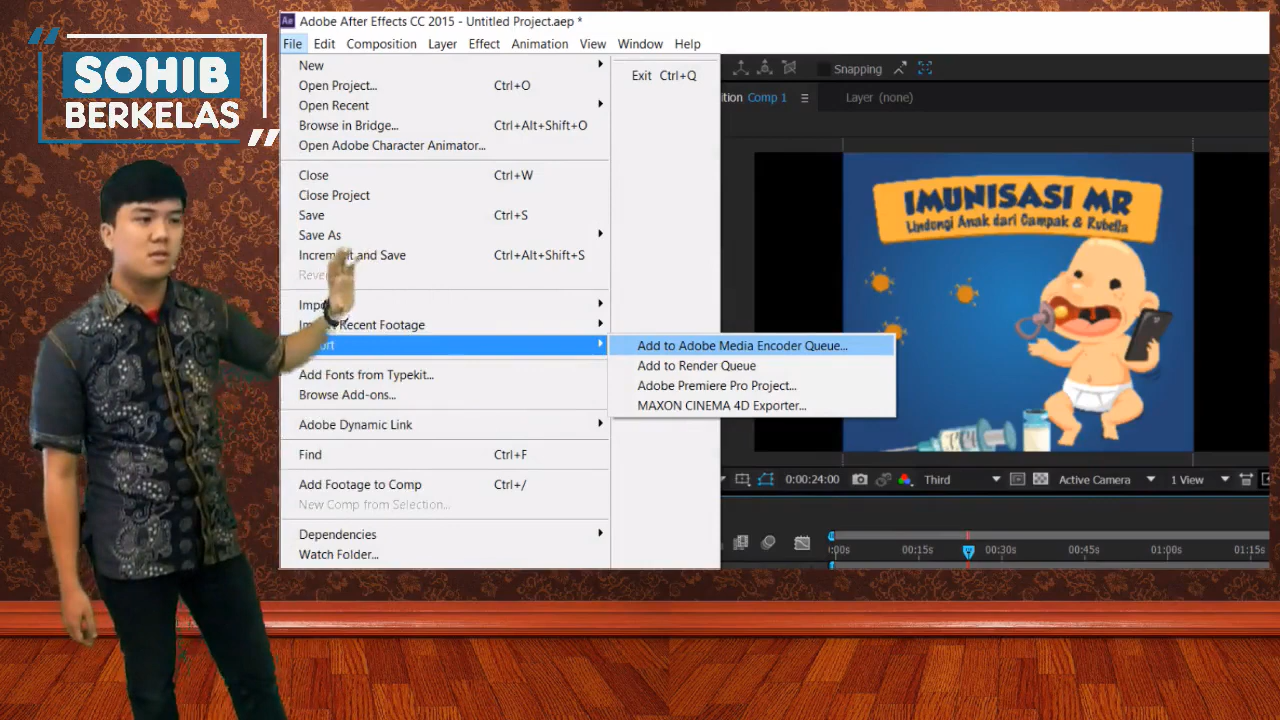 SOHIB
BERKELAS
Ae Adobe After Effects CC 2015 - Untitled Project.aep *
File Edit Composition Layer Effect Animation View Window Help
New
Open Project... Ctrl+O
Open Recent
Browse in Bridge... Ctrl+Alt+Shift+O
Open Adobe Character Animator...
Close Ctrl+W
Close Project
Save Ctrl+S
Save As
Increment and Save Ctrl+Alt+Shift+S
Recent Footage
Add Fonts from Typekit...
Browse Add-ons...
Adobe Dynamic Link
Find Ctrl+F
Add Footage to Comp Ctrl+/
New Comp from Selection...
Dependencies
Watch Folder...
Exit Ctrl+Q
Add to Adobe Media Encoder Queue...
Add to Render Queue
Adobe Premiere Pro Project...
MAXON CINEMA 4D Exporter...
Snapping
Comp 1 Layer (none)
IMUNISASI MR
Lindongi Anak dari Campak & Rubella
0:00:24:00 Third Active Camera 1 View
:00s 00:15s 00:30s 00:45s 01:00s 01:15s